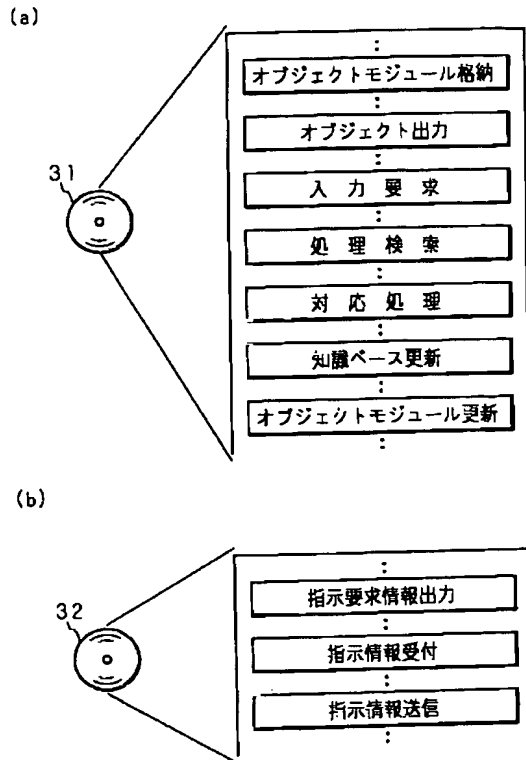 (a)
31
オブジェクトモジュール格納
オブジェクト出力
入 力 要 求
処 理 検 索
対 応 処 理
知識ベース更新
オブジェクトモジュール更新
(b)
32
指示要求情報出力
指示情報受付
指示情報送信